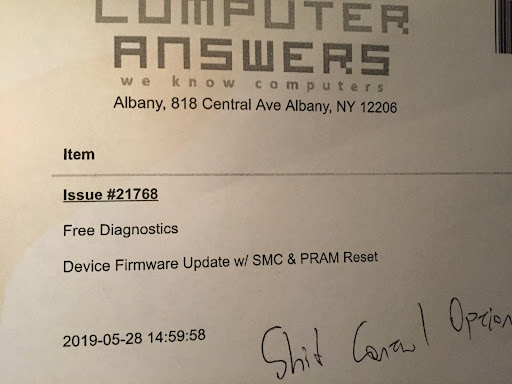 COMPUTER
ANSWERS
we know computers
Albany, 818 Central Ave Albany, NY 12206
Item
Issue #21768
Free Diagnostics
Device Firmware Update w/ SMC & PRAM Reset
2019-05-28 14:59:58
Shit Control Option